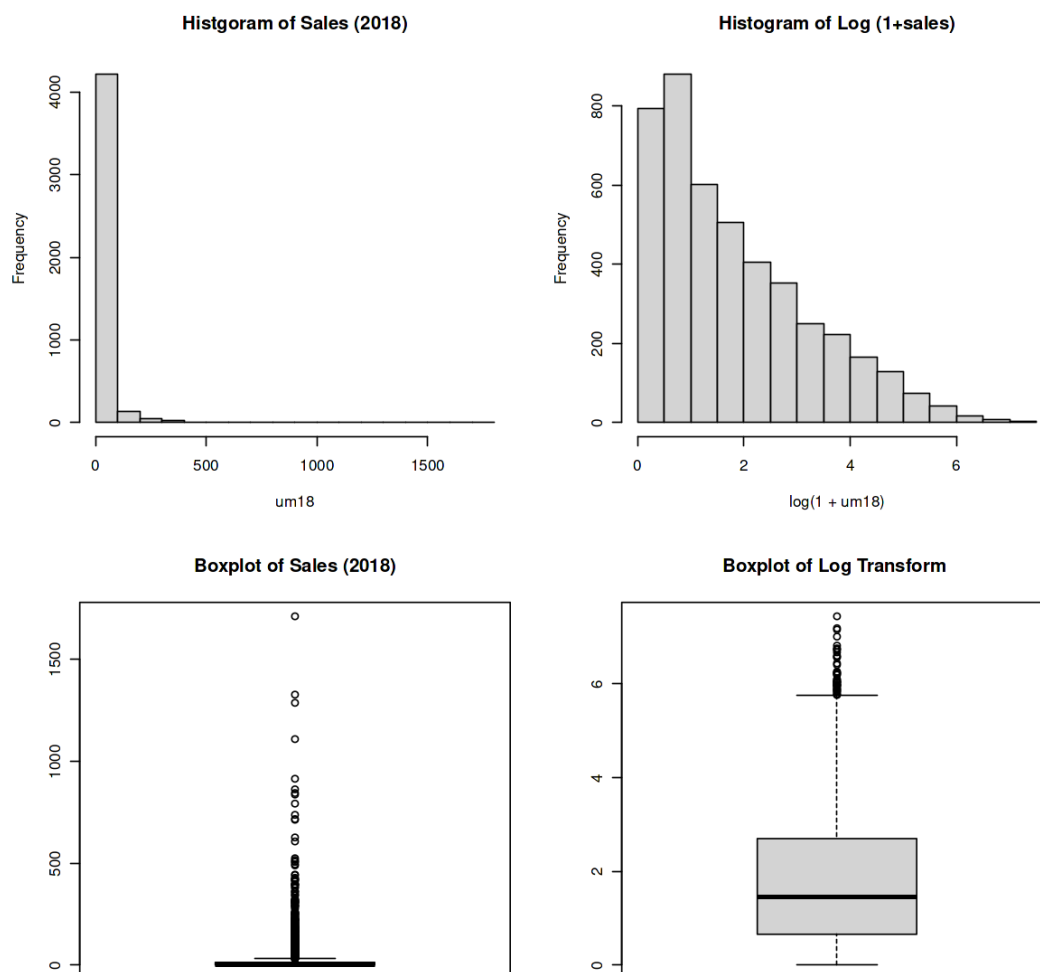 Histgoram of Sales (2018)
Frequency
0
1000
2000
3000
4000
0 500 1000 1500
um18
Histogram of Log (1+sales)
Frequency
0
200
400
600
800
0 2 4 6
log(1 + um18)
Boxplot of Sales (2018)
0
500
1000
1500
Boxplot of Log Transform
0
2
4
6